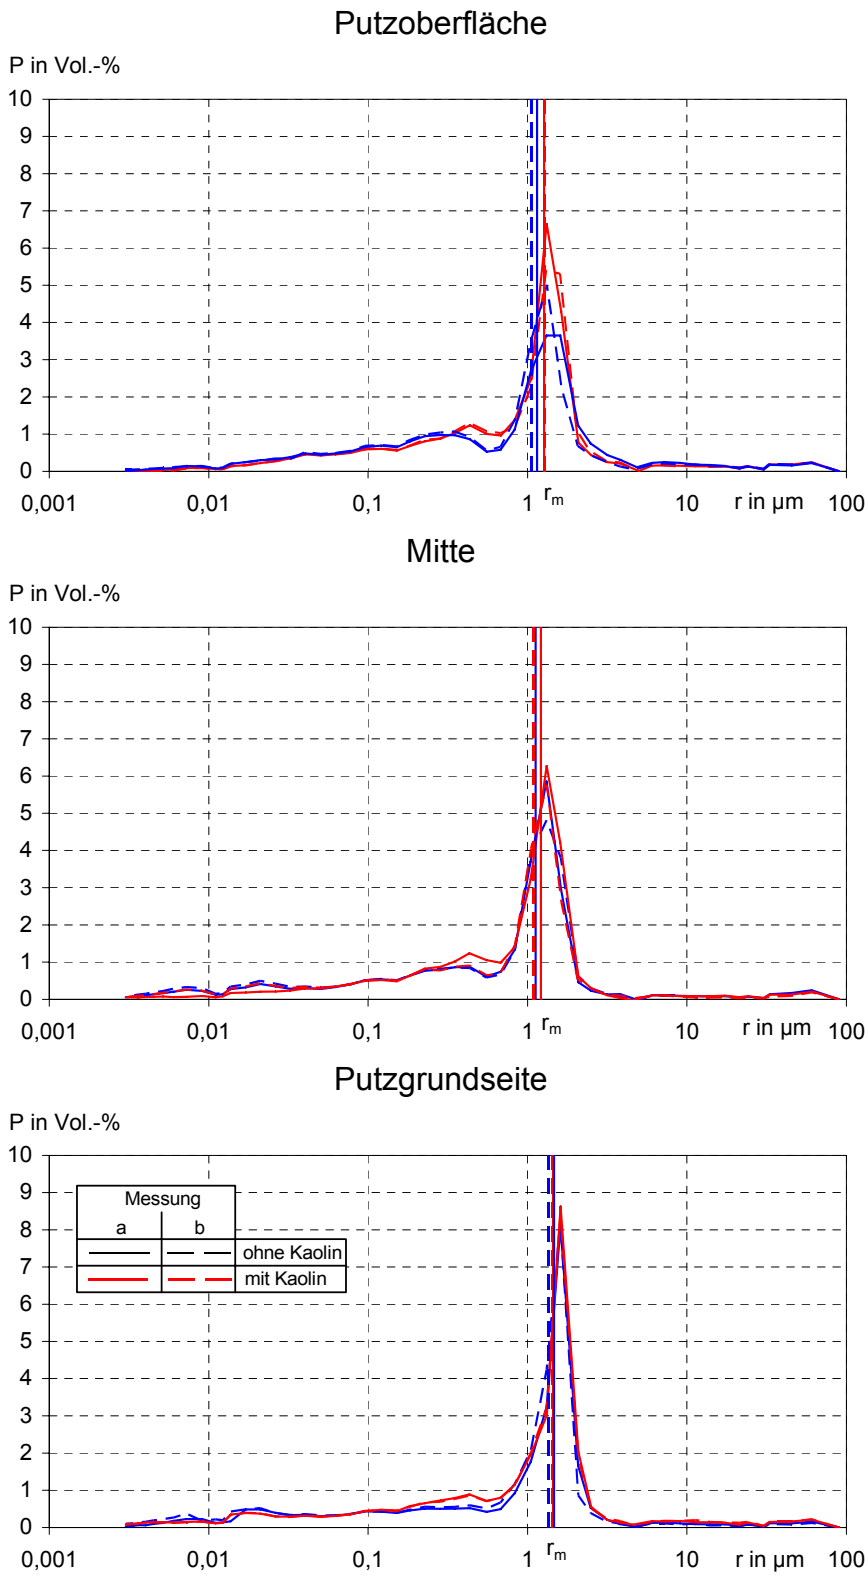 Putzoberfläche
P in Vol.-%
10
9
8
7
6
5
4
3
2
1
0
0,001 0,01 0,1 1 rm 10 r in µm 100
Mitte
P in Vol.-%
10
9
8
7
6
5
4
3
2
1
0
0,001 0,01 0,1 1 rm 10 r in µm 100
Putzgrundseite
P in Vol.-%
10
9
8
7
6
5
4
3
2
1
0
Messung
a b
ohne Kaolin
mit Kaolin
0,001 0,01 0,1 1 rm 10 r in µm 100